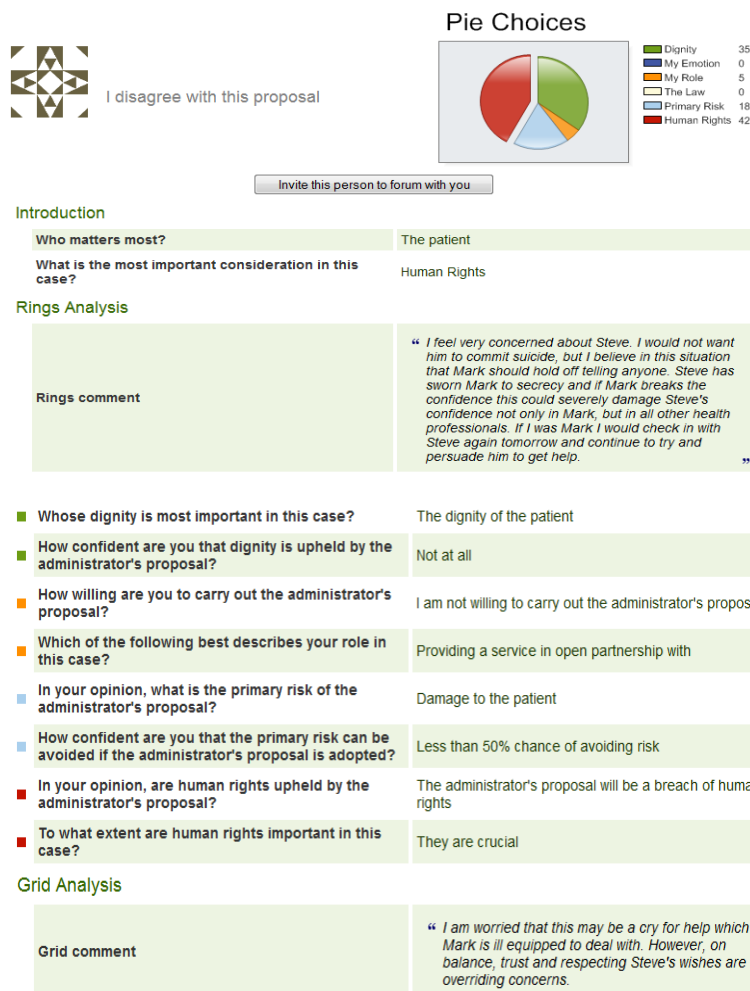 Pie Choices
I disagree with this proposal
Dignity 35
My Emotion 0
My Role 5
The Law 0
Primary Risk 18
Human Rights 42
Invite this person to forum with you
Introduction
Who matters most? The patient
What is the most important consideration in this
case?
Human Rights
Rings Analysis
Rings comment
“ I feel very concerned about Steve. I would not want
him to commit suicide, but I believe in this situation
that Mark should hold off telling anyone. Steve has
sworn Mark to secrecy and if Mark breaks the
confidence this could severely damage Steve's
confidence not only in Mark, but in all other health
professionals. If I was Mark I would check in with
Steve again tomorrow and continue to try and
persuade him to get help. ”
Whose dignity is most important in this case? The dignity of the patient
How confident are you that dignity is upheld by the
administrator's proposal?
Not at all
How willing are you to carry out the administrator's
proposal?
I am not willing to carry out the administrator's propos
Which of the following best describes your role in
this case?
Providing a service in open partnership with
In your opinion, what is the primary risk of the
administrator's proposal?
Damage to the patient
How confident are you that the primary risk can be
avoided if the administrator's proposal is adopted?
Less than 50% chance of avoiding risk
In your opinion, are human rights upheld by the
administrator's proposal?
The administrator's proposal will be a breach of huma
rights
To what extent are human rights important in this
case?
They are crucial
Grid Analysis
Grid comment
“ I am worried that this may be a cry for help which
Mark is ill equipped to deal with. However, on
balance, trust and respecting Steve's wishes are
overriding concerns.